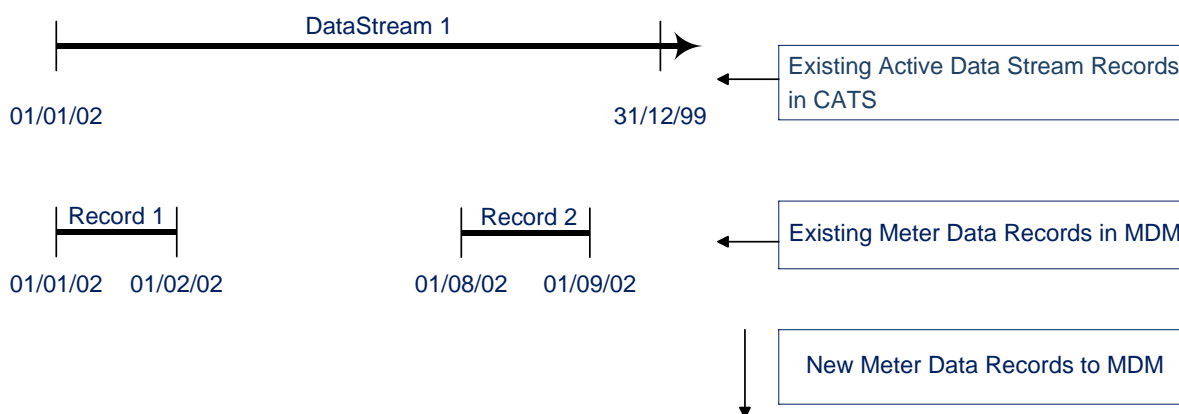 DataStream 1
01/01/02 31/12/99
Existing Active Data Stream Records
in CATS
Record 1 Record 2
01/01/02 01/02/02 01/08/02 01/09/02
Existing Meter Data Records in MDM
New Meter Data Records to MDM